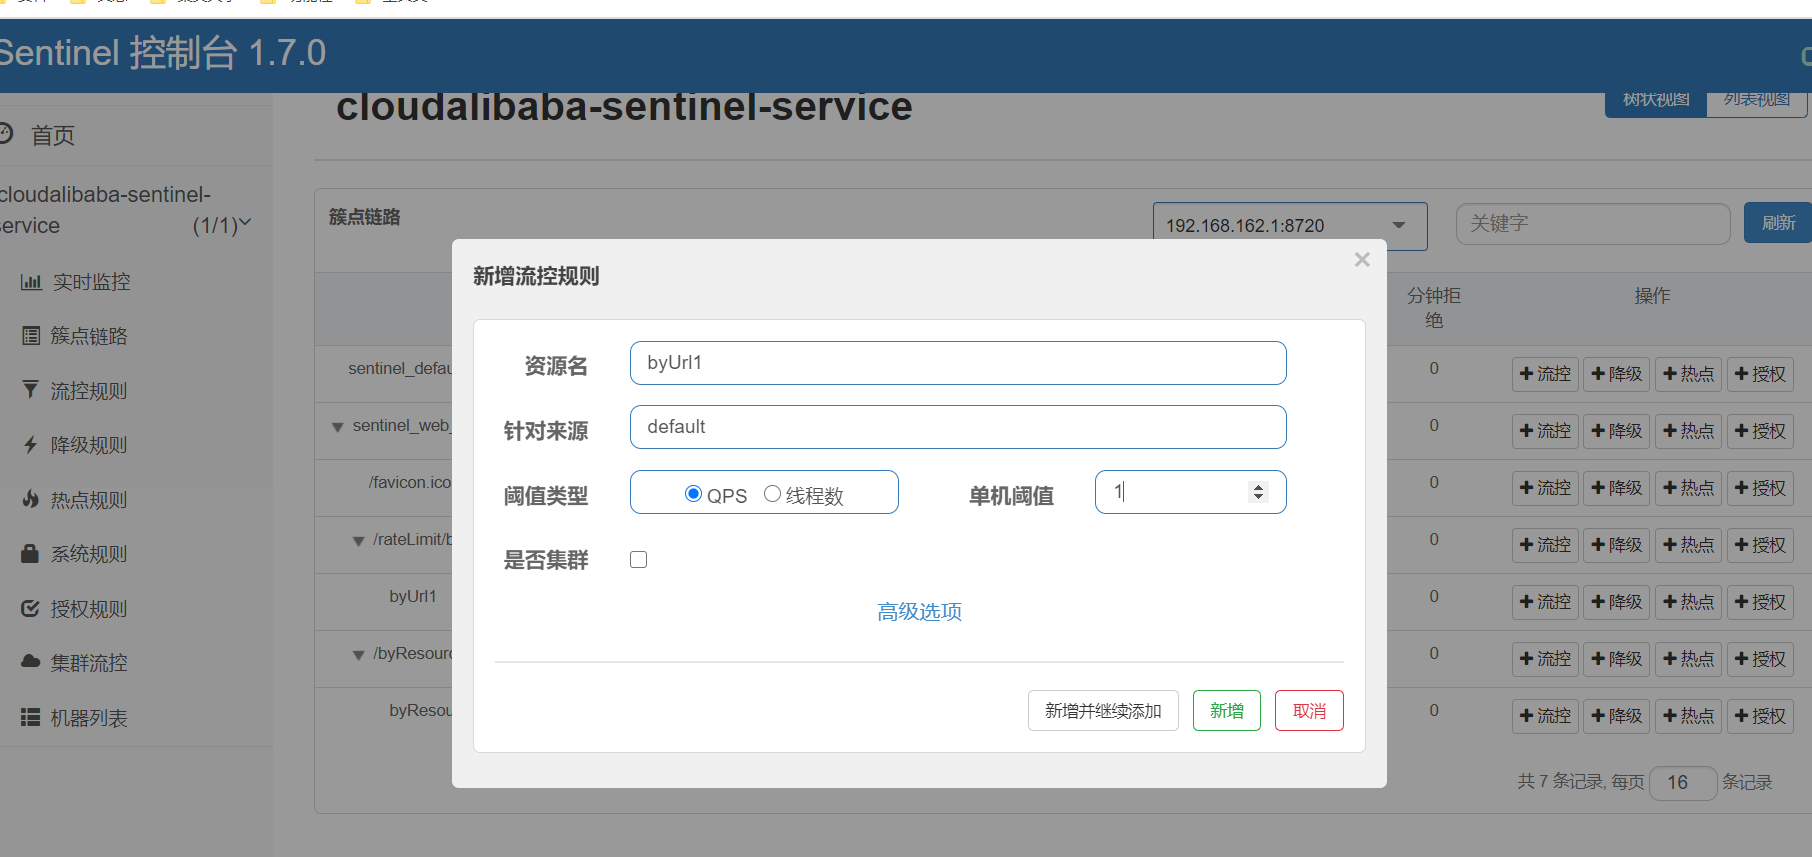 Sentinel 控制台 1.7.0
cloudalibaba-sentinel-service
树状视图
列表视图
首页
cloudalibaba-sentinel-
service (1/1)
实时监控
簇点链路
流控规则
降级规则
热点规则
系统规则
授权规则
集群流控
机器列表
簇点链路
192.168.162.1:8720
关键字
刷新
分钟拒
绝
操作
sentinel_defau
0
流控 降级 热点 授权
sentinel_web_
0
流控 降级 热点 授权
/favicon.ico
0
流控 降级 热点 授权
/rateLimit/b
0
流控 降级 热点 授权
byUrl1
0
流控 降级 热点 授权
/byResourc
0
流控 降级 热点 授权
byResou
0
流控 降级 热点 授权
共 7 条记录, 每页 16 条记录
新增流控规则
×
资源名 byUrl1
针对来源 default
阈值类型 QPS 线程数 单机阈值 1
是否集群
高级选项
新增并继续添加 新增 取消